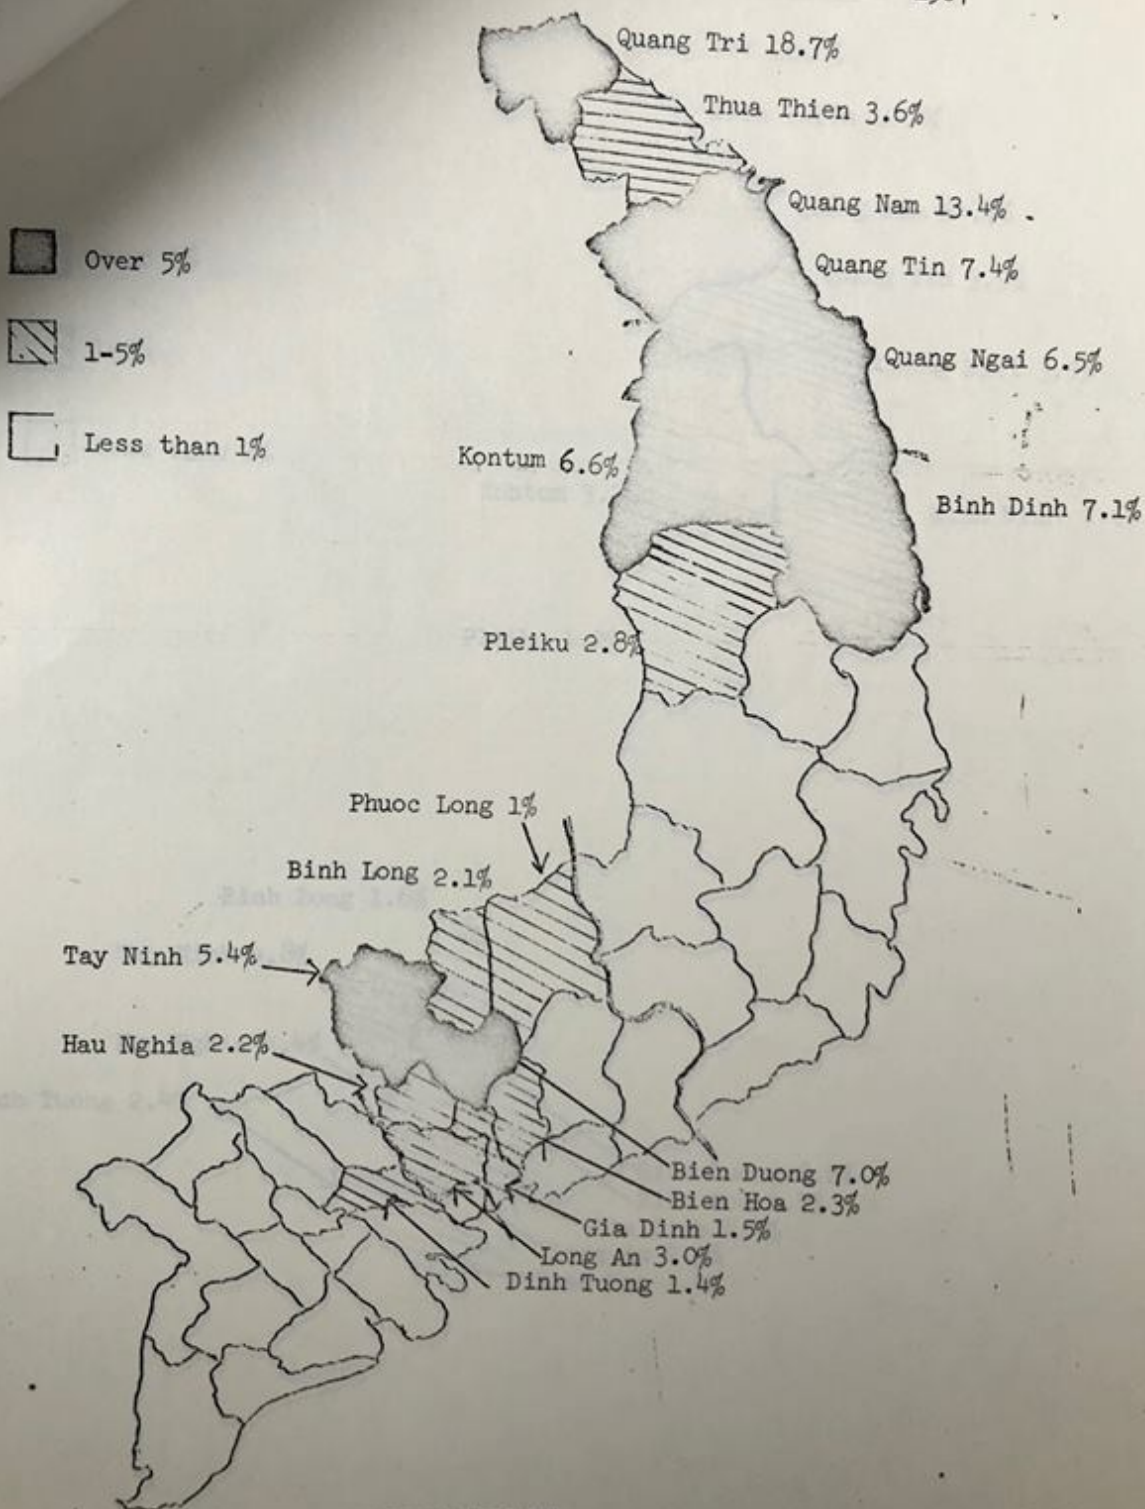 Quang Tri 18.7%
Thua Thien 3.6%
Quang Nam 13.4%
Over 5%
Quang Tin 7.4%
1-5%
Quang Ngai 6.5%
Less than 1%
Kontum 6.6%
Binh Dinh 7.1%
Pleiku 2.8%
Phuoc Long 1%
Binh Long 2.1%
Tay Ninh 5.4%
Hau Nghia 2.2%
Bien Duong 7.0%
Bien Hoa 2.3%
Gia Dinh 1.5%
Long An 3.0%
Dinh Tuong 1.4%